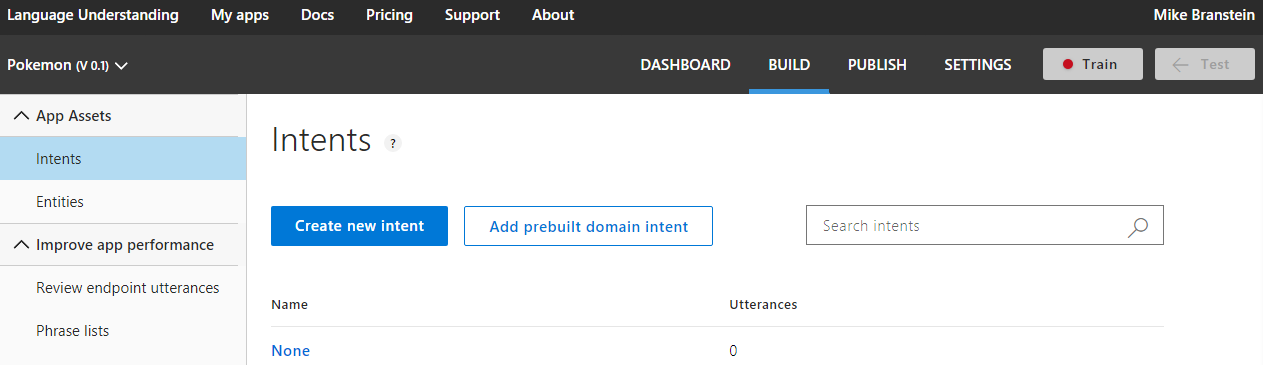 Language Understanding My apps Docs Pricing Support About Mike Branstein
Pokemon (V 0.1) DASHBOARD BUILD PUBLISH SETTINGS Train Test
App Assets
Intents
Entities
Improve app performance
Review endpoint utterances
Phrase lists
Intents ?
Create new intent Add prebuilt domain intent Search intents
Name Utterances
None 0